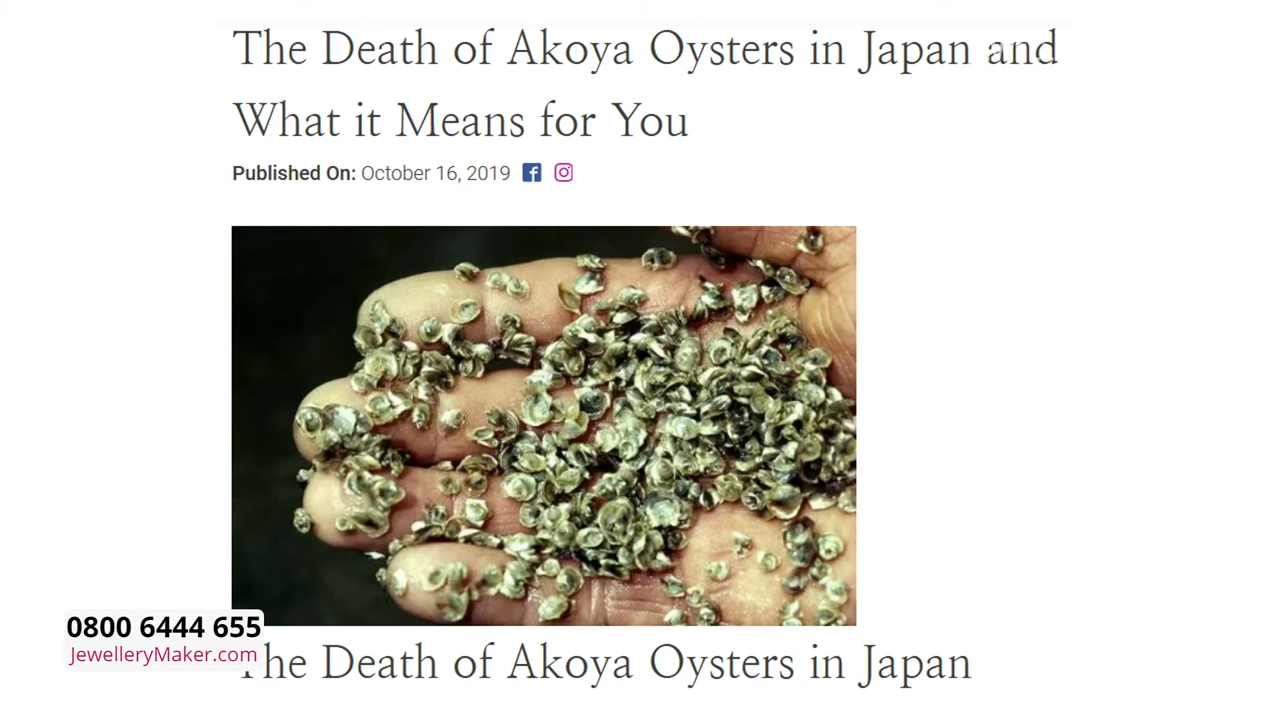 The Death of Akoya Oysters in Japan and
What it Means for You
Published On: October 16, 2019
0800 6444 655
JewelleryMaker.com
The Death of Akoya Oysters in Japan